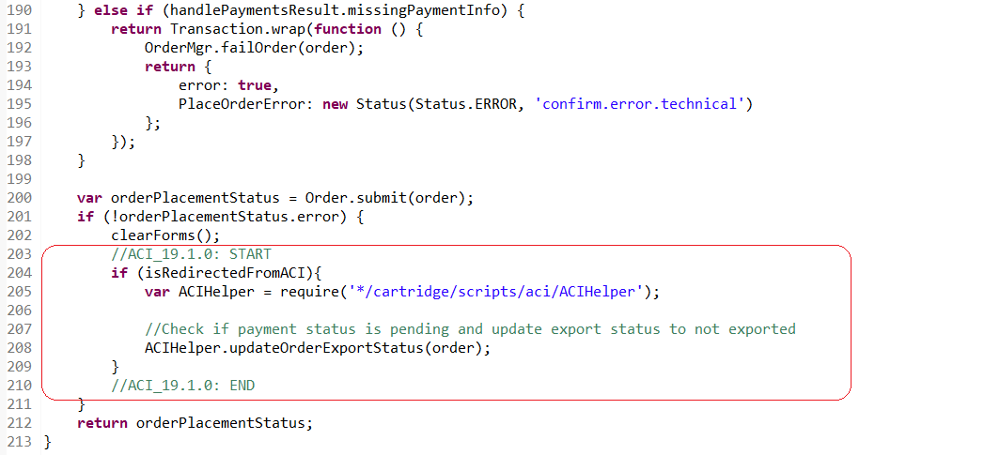 190     } else if (handlePaymentsResult.missingPaymentInfo) {
191         return Transaction.wrap(function () {
192             OrderMgr.failOrder(order);
193             return {
194                 error: true,
195                 PlaceOrderError: new Status(Status.ERROR, 'confirm.error.technical')
196             };
197         });
198     }
199
200     var orderPlacementStatus = Order.submit(order);
201     if (!orderPlacementStatus.error) {
202         clearForms();
203         //ACI_19.1.0: START
204         if (isRedirectedFromACI){
205             var ACIHelper = require('*/cartridge/scripts/aci/ACIHelper');
206
207             //Check if payment status is pending and update export status to not exported
208             ACIHelper.updateOrderExportStatus(order);
209         }
210         //ACI_19.1.0: END
211     }
212     return orderPlacementStatus;
213 }